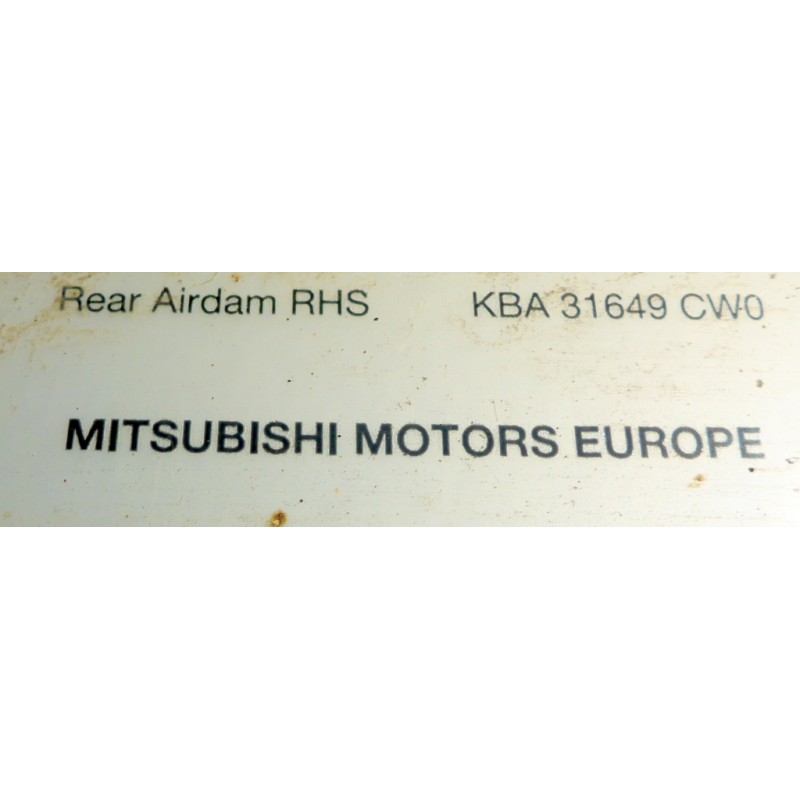 Rear Airdam RHS KBA 31649 CW0
MITSUBISHI MOTORS EUROPE